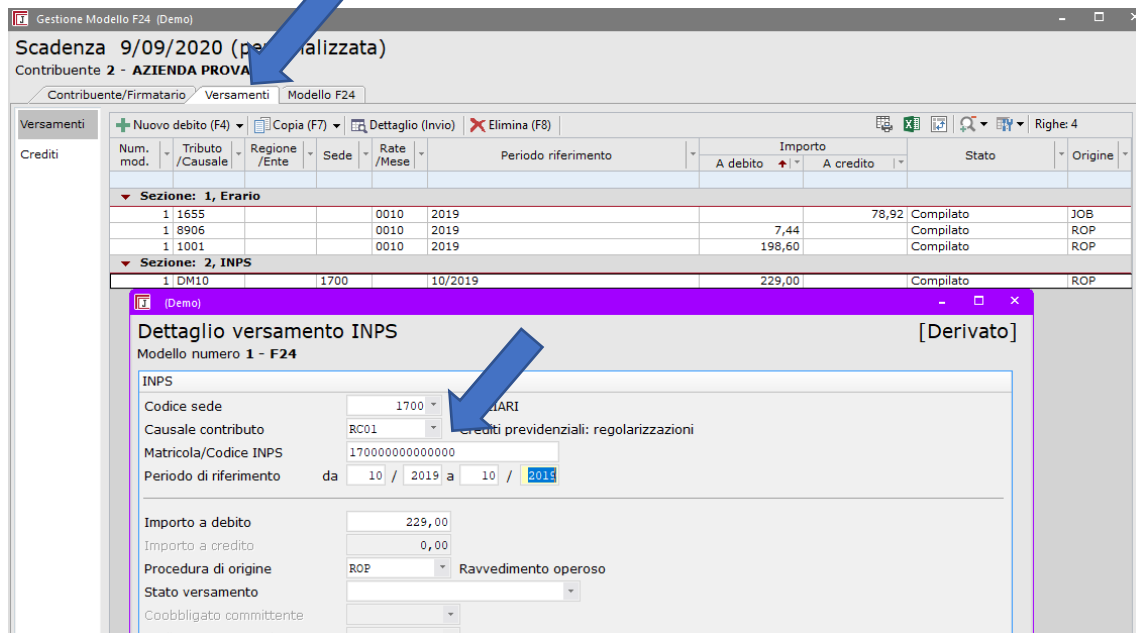 Gestione Modello F24 (Demo)
Scadenza 9/09/2020 (pe alizzata)
Contribuente 2 - AZIENDA PROVA
Contribuente/Firmatario Versamenti Modello F24
Versamenti
Crediti
Nuovo debito (F4) Copia (F7) Dettaglio (Invio) Elimina (F8) Righe: 4
Num. mod. Tributo /Causale Regione /Ente Sede Rate /Mese Periodo riferimento Importo A debito A credito Stato Origine
Sezione: 1, Erario
1 1655 0010 2019 78,92 Compilato JOB
1 8906 0010 2019 7,44 Compilato ROP
1 1001 0010 2019 198,60 Compilato ROP
Sezione: 2, INPS
1 DM10 1700 10/2019 229,00 Compilato ROP
(Demo)
Dettaglio versamento INPS [Derivato]
Modello numero 1 - F24
INPS
Codice sede 1700 IARI
Causale contributo RC01 Crediti previdenziali: regolarizzazioni
Matricola/Codice INPS 170000000000000
Periodo di riferimento da 10 / 2019 a 10 / 2019
Importo a debito 229,00
Importo a credito 0,00
Procedura di origine ROP Ravvedimento operoso
Stato versamento
Coobbligato committente